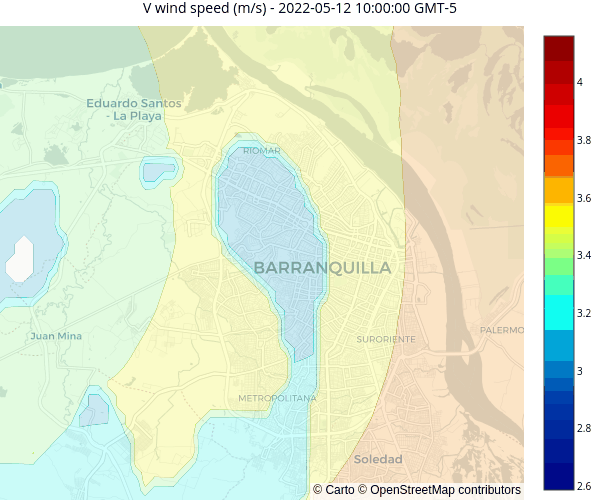 V wind speed (m/s) - 2022-05-12 10:00:00 GMT-5
Eduardo Santos
- La Playa
RIOMAR
BARRANQUILLA
Juan Mina
SURORIENTE
PALERMO
METROPOLITANA
Soledad
© Carto © OpenStreetMap contributors
4
3.8
3.6
3.4
3.2
3
2.8
2.6